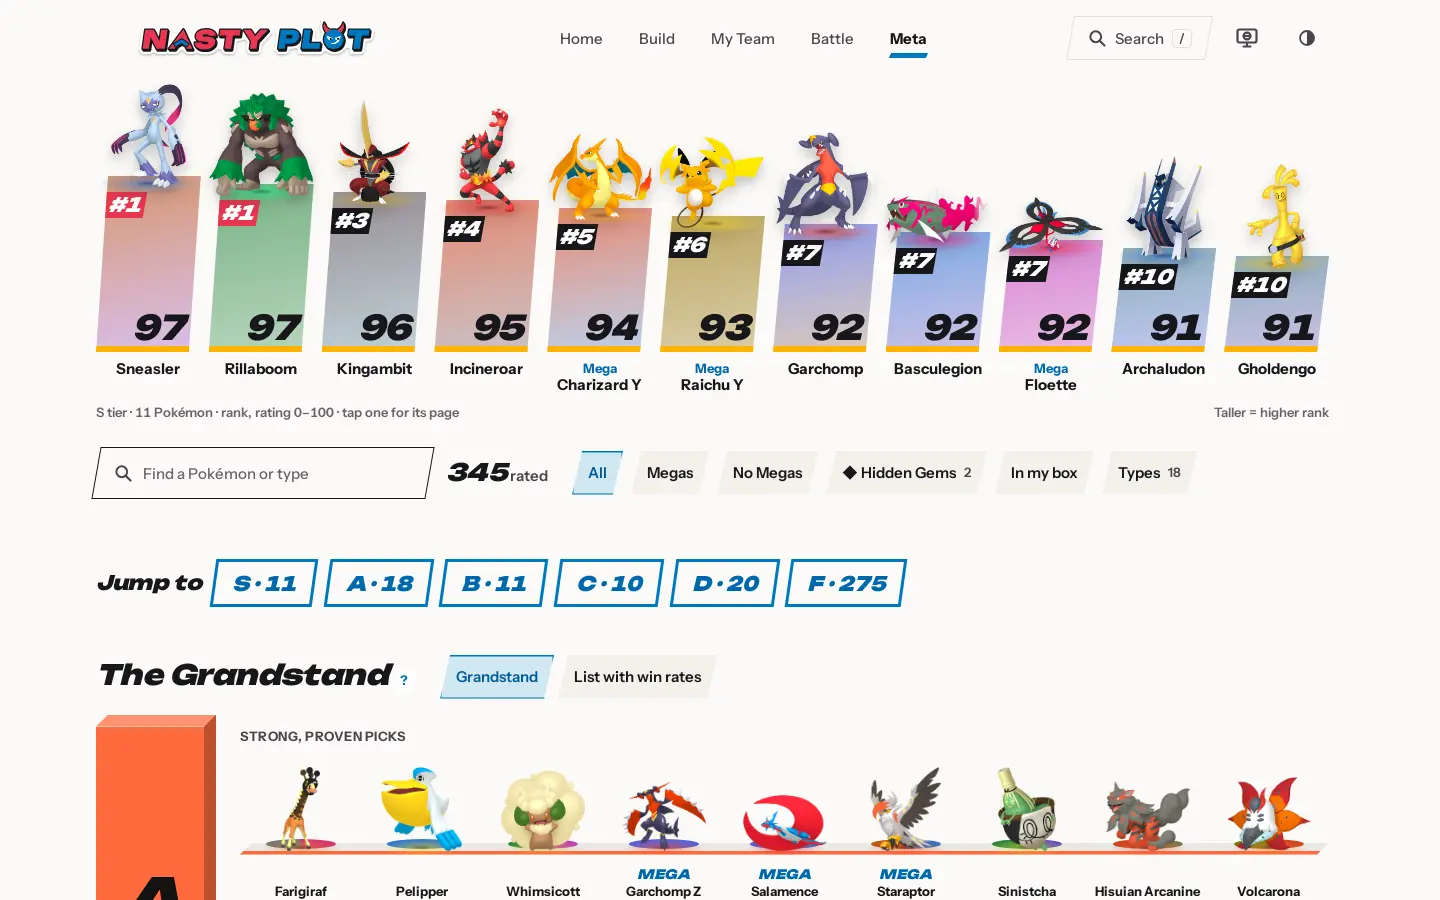 NASTY PLOT
Home Build My Team Battle Meta
Search /
#1 #1 #3 #4 #5 #6 #7 #7 #7 #10 #10
97 97 96 95 94 93 92 92 92 91 91
Sneasler Rillaboom Kingambit Incineroar Mega Charizard Y Mega Raichu Y Garchomp Basculegion Mega Floette Archaludon Gholdengo
S tier · 11 Pokémon · rank, rating 0–100 · tap one for its page
Taller = higher rank
Find a Pokémon or type
345 rated
All Megas No Megas ◆ Hidden Gems 2 In my box Types 18
Jump to S · 11 A · 18 B · 11 C · 10 D · 20 F · 275
The Grandstand ?
Grandstand List with win rates
A
STRONG, PROVEN PICKS
Farigiraf Pelipper Whimsicott MEGA Garchomp Z MEGA Salamence MEGA Staraptor Sinistcha Hisuian Arcanine Volcarona